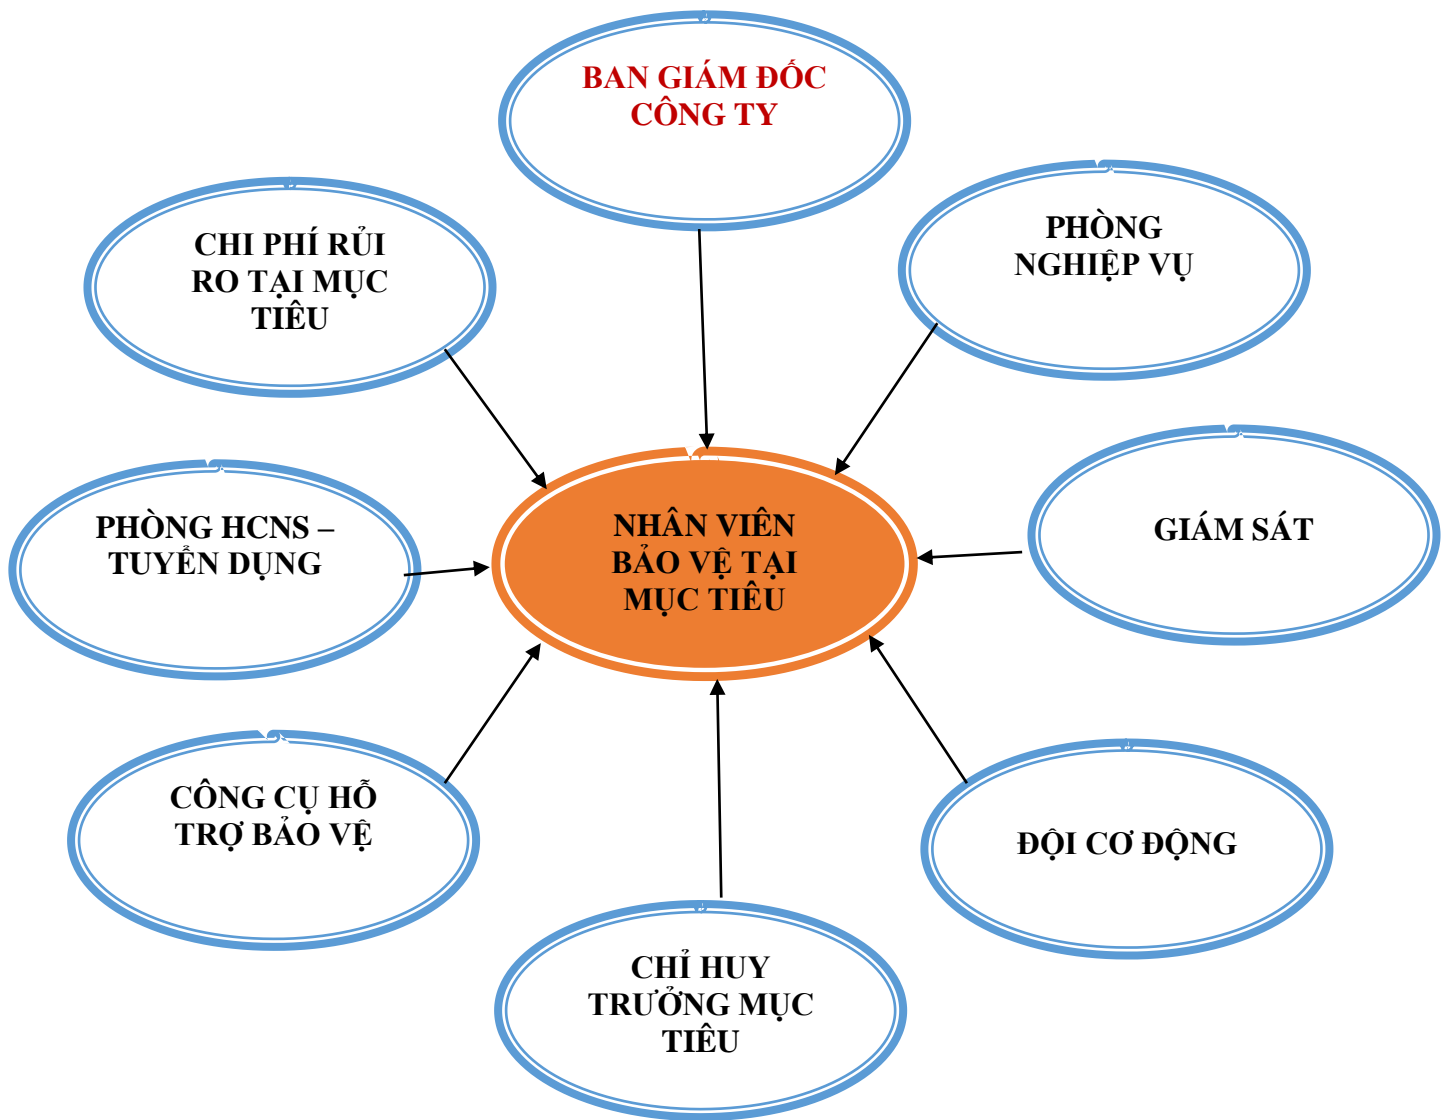 BAN GIÁM ĐỐC
CÔNG TY
PHÒNG
NGHIỆP VỤ
CHI PHÍ RỦI
RO TẠI MỤC
TIÊU
PHÒNG HCNS –
TUYỂN DỤNG
NHÂN VIÊN
BẢO VỆ TẠI
MỤC TIÊU
GIÁM SÁT
CÔNG CỤ HỖ
TRỢ BẢO VỆ
ĐỘI CƠ ĐỘNG
CHỈ HUY
TRƯỞNG MỤC
TIÊU